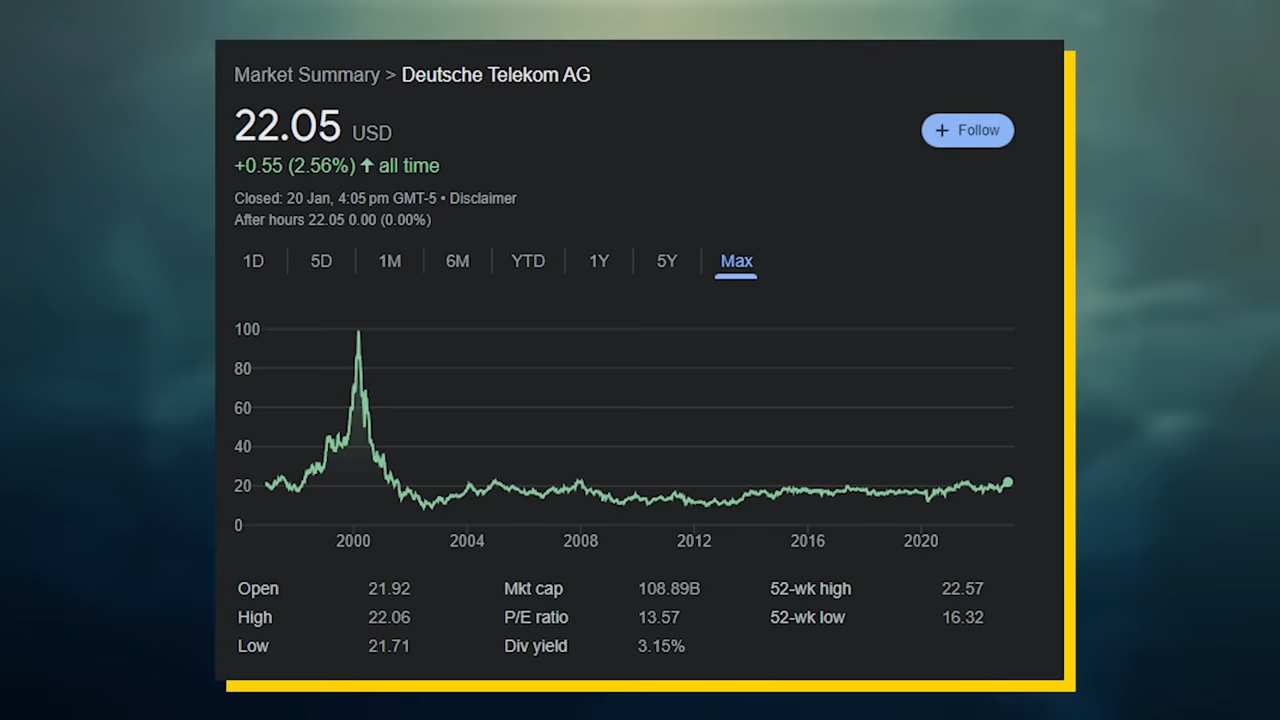 Market Summary > Deutsche Telekom AG
22.05 USD
+ Follow
+0.55 (2.56%) ↑ all time
Closed: 20 Jan, 4:05 pm GMT-5 • Disclaimer
After hours 22.05 0.00 (0.00%)
1D 5D 1M 6M YTD 1Y 5Y Max
100
80
60
40
20
0
2000 2004 2008 2012 2016 2020
Open 21.92 Mkt cap 108.89B 52-wk high 22.57
High 22.06 P/E ratio 13.57 52-wk low 16.32
Low 21.71 Div yield 3.15%